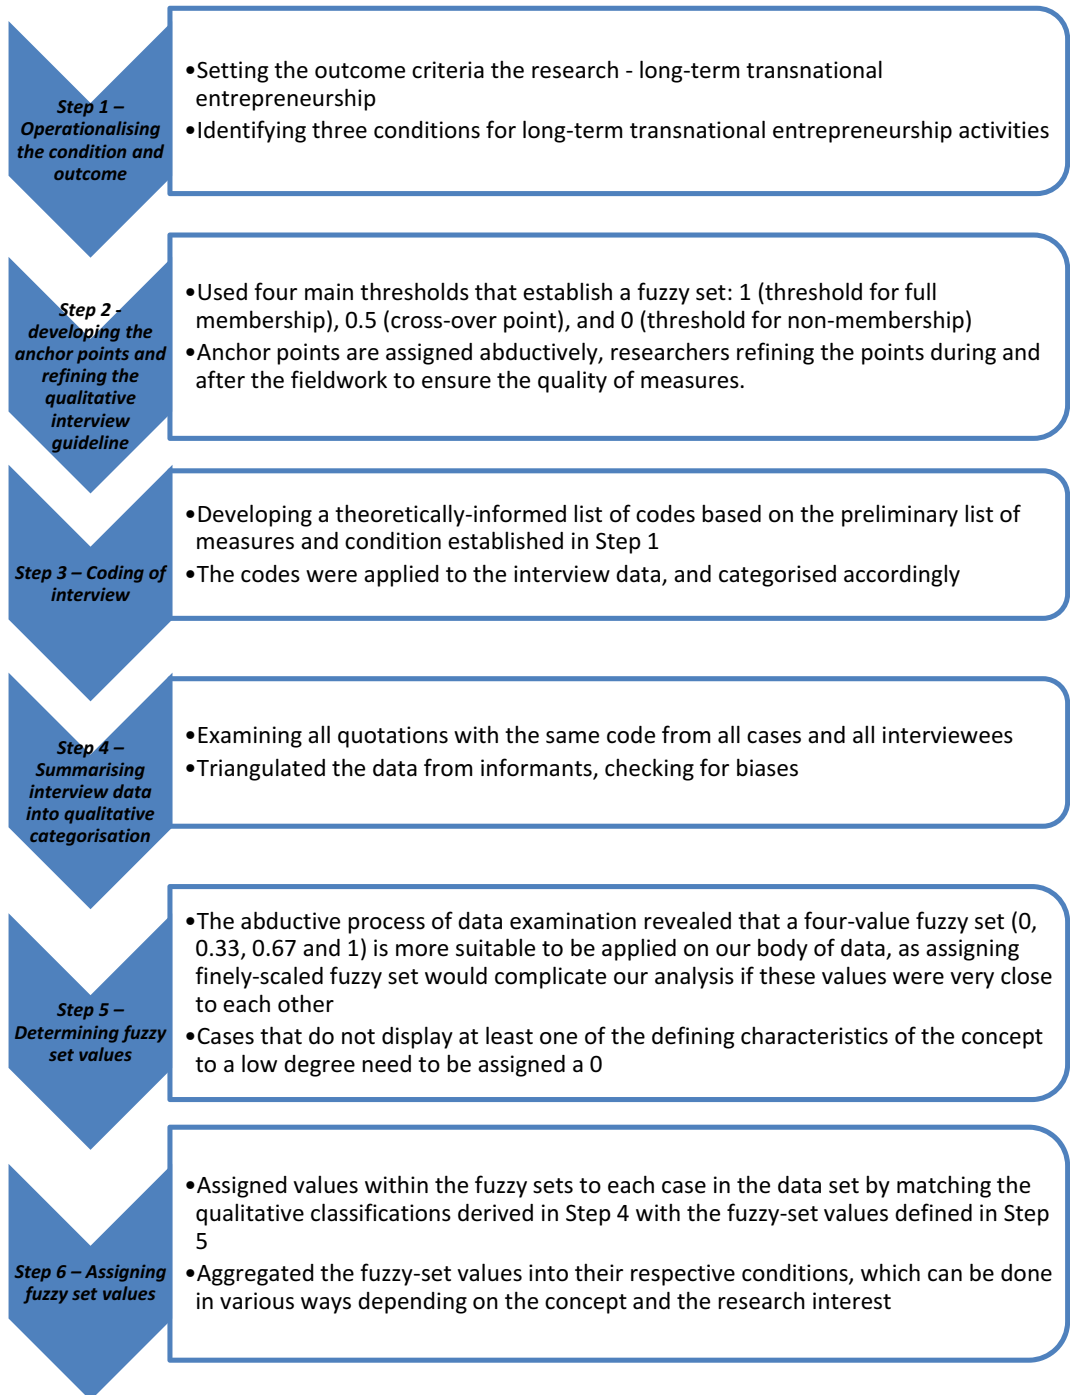 Step 1 –
Operationalising
the condition and
outcome
•Setting the outcome criteria the research - long-term transnational
entrepreneurship
•Identifying three conditions for long-term transnational entrepreneurship activities
Step 2 -
developing the
anchor points and
refining the
qualitative
interview
guideline
•Used four main thresholds that establish a fuzzy set: 1 (threshold for full
membership), 0.5 (cross-over point), and 0 (threshold for non-membership)
•Anchor points are assigned abductively, researchers refining the points during and
after the fieldwork to ensure the quality of measures.
Step 3 – Coding of
interview
•Developing a theoretically-informed list of codes based on the preliminary list of
measures and condition established in Step 1
•The codes were applied to the interview data, and categorised accordingly
Step 4 –
Summarising
interview data
into qualitative
categorisation
•Examining all quotations with the same code from all cases and all interviewees
•Triangulated the data from informants, checking for biases
Step 5 –
Determining fuzzy
set values
•The abductive process of data examination revealed that a four-value fuzzy set (0,
0.33, 0.67 and 1) is more suitable to be applied on our body of data, as assigning
finely-scaled fuzzy set would complicate our analysis if these values were very close
to each other
•Cases that do not display at least one of the defining characteristics of the concept
to a low degree need to be assigned a 0
Step 6 – Assigning
fuzzy set values
•Assigned values within the fuzzy sets to each case in the data set by matching the
qualitative classifications derived in Step 4 with the fuzzy-set values defined in Step
5
•Aggregated the fuzzy-set values into their respective conditions, which can be done
in various ways depending on the concept and the research interest